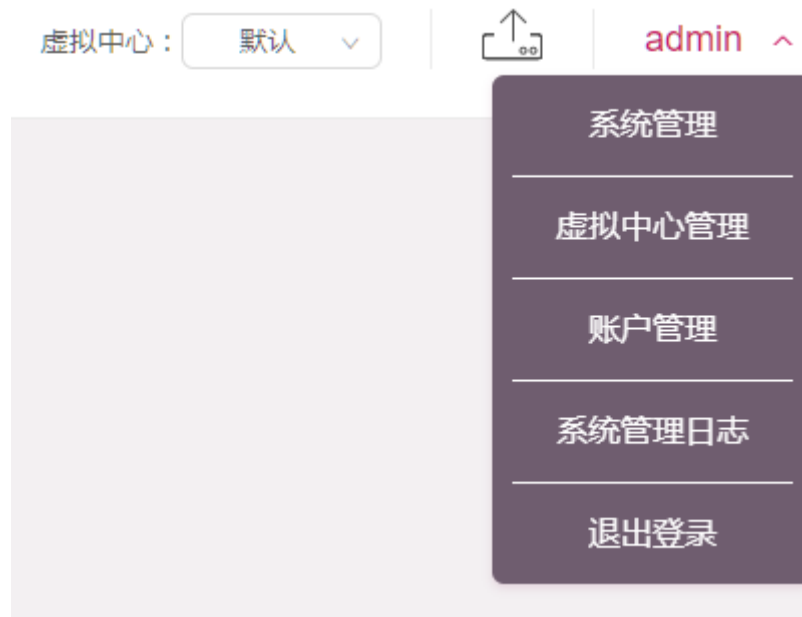 虚拟中心： 默认 admin
系统管理
虚拟中心管理
账户管理
系统管理日志
退出登录